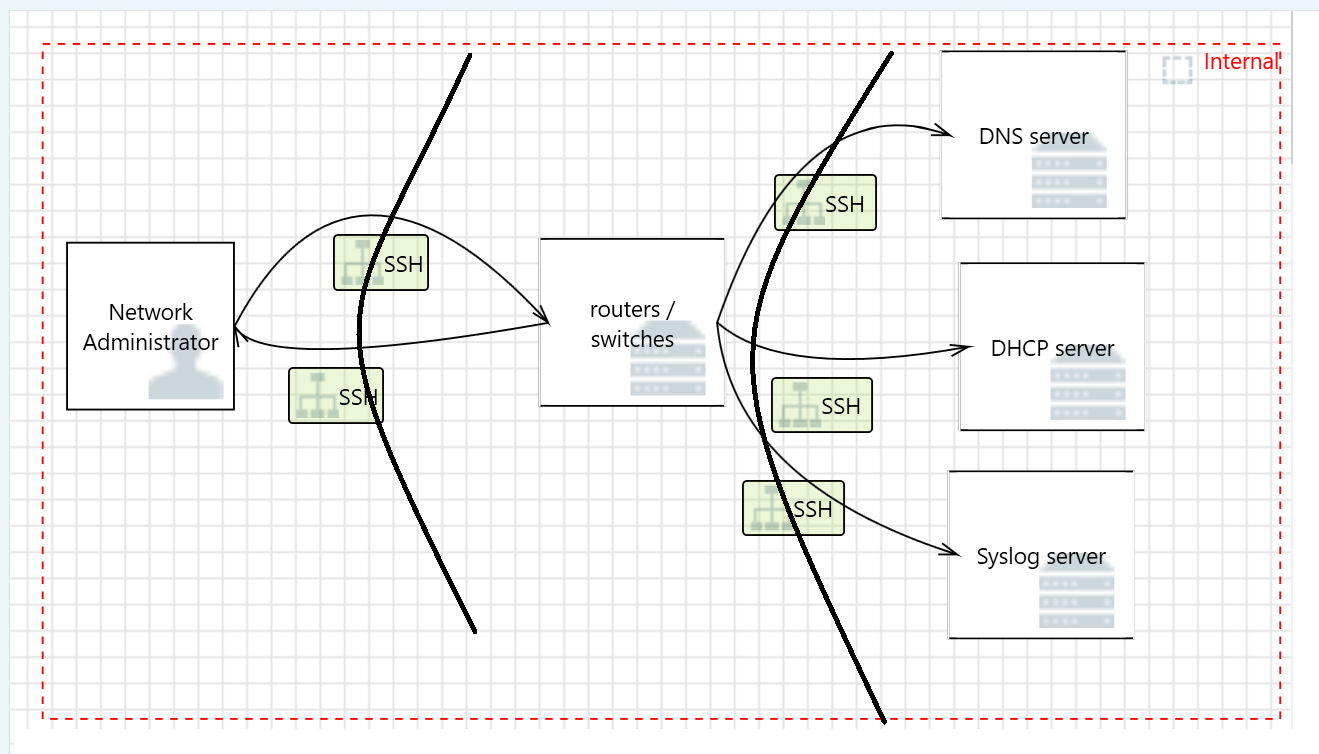 Internal
DNS server
SSH
SSH
Network
Administrator
routers /
switches
DHCP server
SSH
SSH
SSH
Syslog server